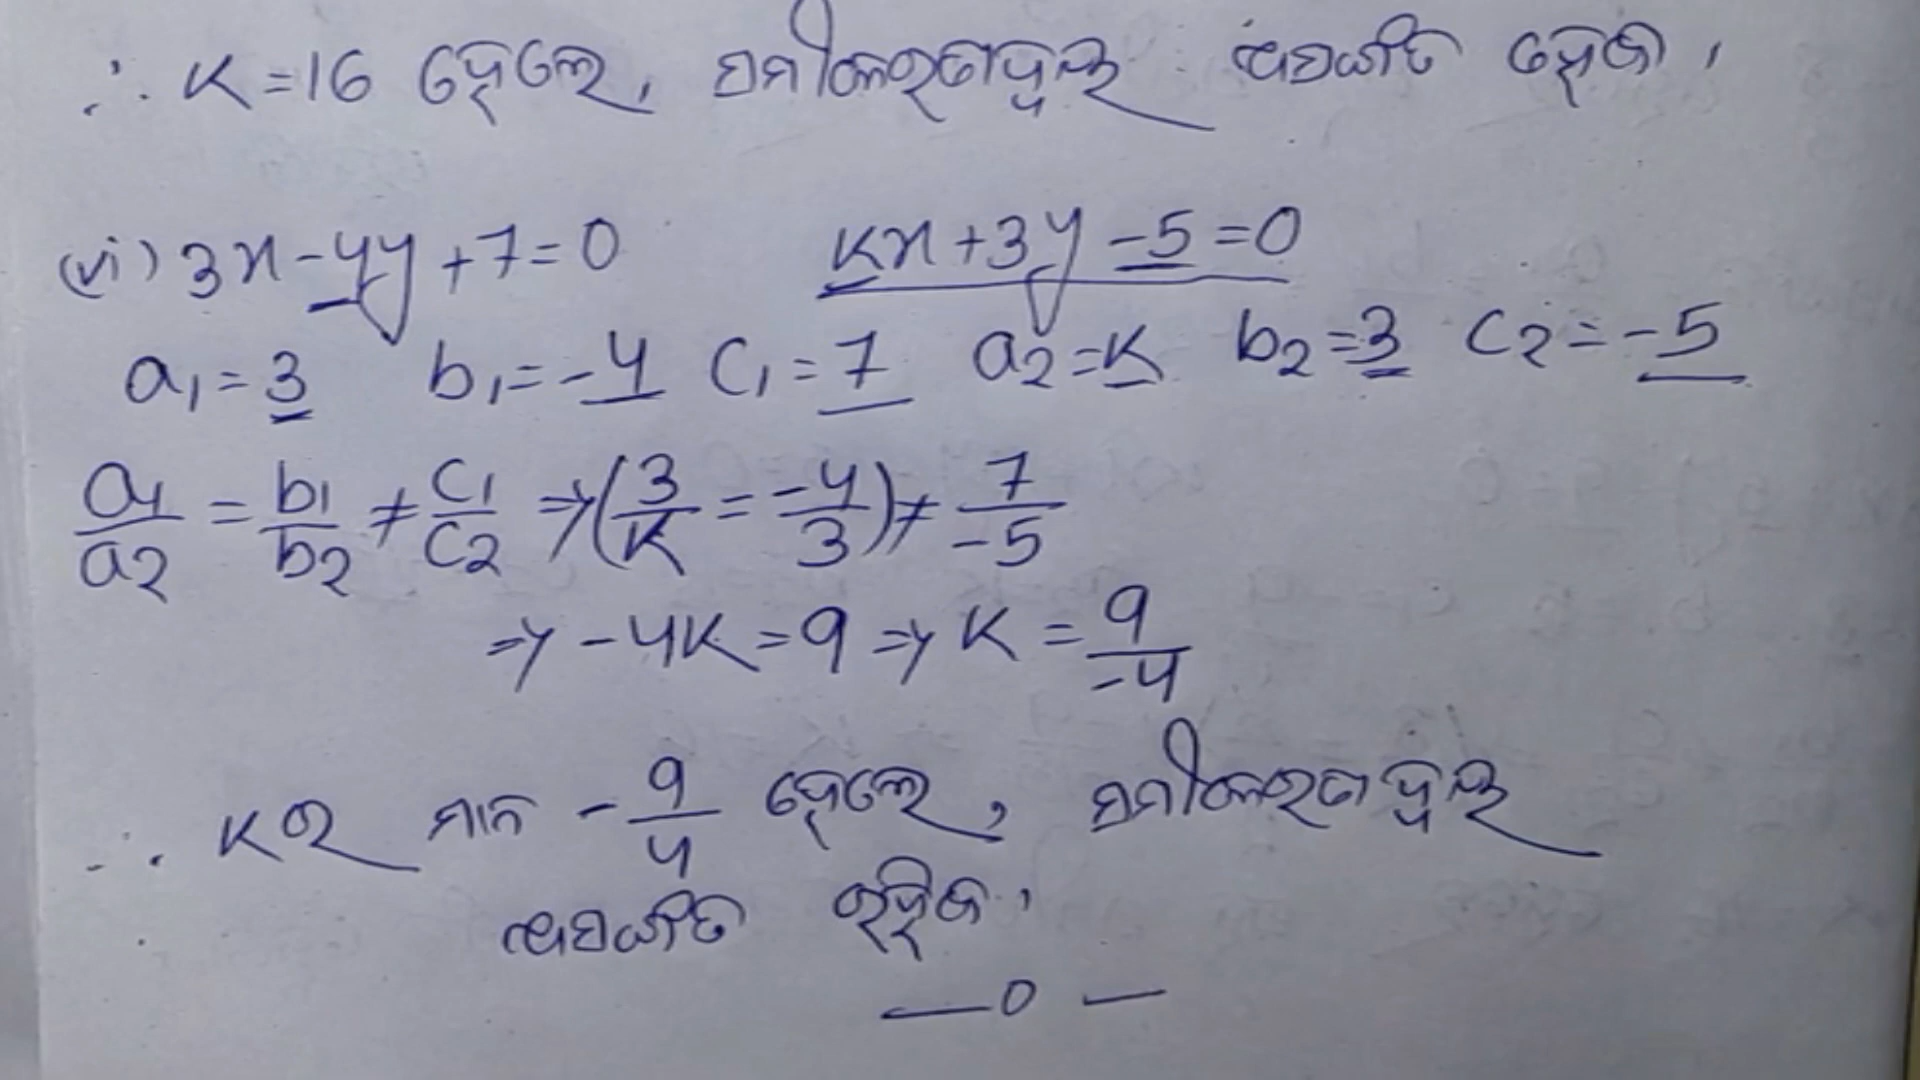 ∴ K=16 ହେଲେ, ସମୀକରଣଦ୍ୱୟ ଅସଙ୍ଗତ ହେବ ।
(vi) 3x-4y+7=0 kx+3y-5=0
a1=3 b1=-4 c1=7 a2=k b2=3 c2=-5
a1/a2 = b1/b2 ≠ c1/c2 ⇒ (3/K = -4/3) ≠ 7/-5
⇒ -4K=9 ⇒ K = 9/-4
∴ Kର ମାନ -9/4 ହେଲେ, ସମୀକରଣଦ୍ୱୟ
ଅସଙ୍ଗତ ରହିବ ।
— 0 —